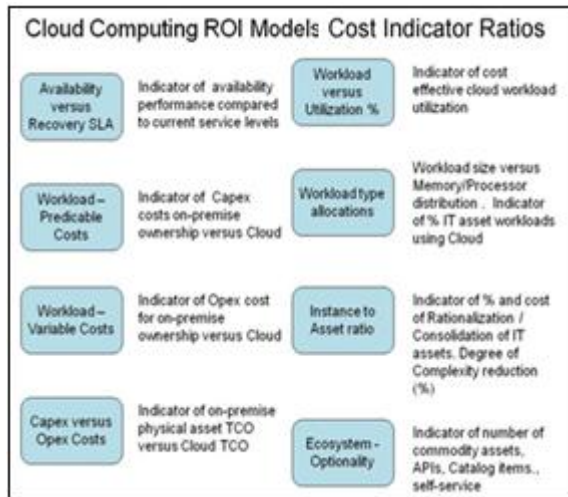 Cloud Computing ROI Models Cost Indicator Ratios
Availability
versus
Recovery SLA
Indicator of availability
performance compared
to current service levels
Workload –
Predicable
Costs
Indicator of Capex
costs on-premise
ownership versus Cloud
Workload –
Variable Costs
Indicator of Opex cost
for on-premise
ownership versus Cloud
Capex versus
Opex Costs
Indicator of on-premise
physical asset TCO
versus Cloud TCO
Workload
versus
Utilization %
Indicator of cost
effective cloud workload
utilization
Workload type
allocations
Workload size versus
Memory/Processor
distribution . Indicator
of % IT asset workloads
using Cloud
Instance to
Asset ratio
Indicator of % and cost
of Rationalization /
Consolidation of IT
assets. Degree of
Complexity reduction
(%)
Ecosystem -
Optionality
Indicator of number of
commodity assets,
APIs, Catalog items.,
self-service